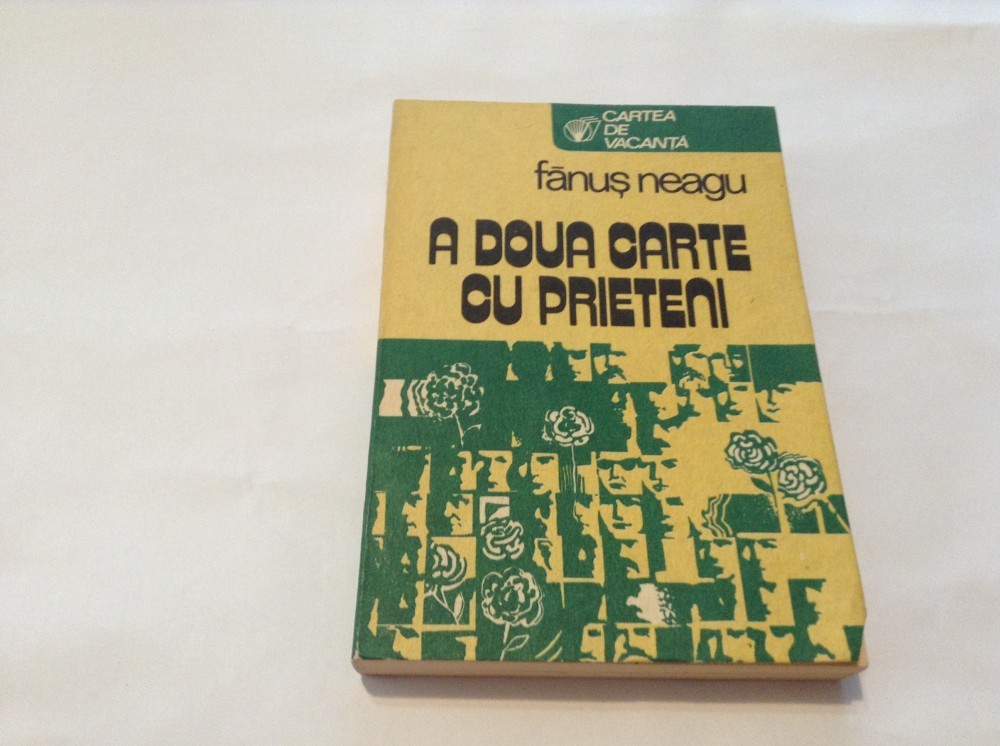 CARTEA
DE
VACANȚĂ
fănuș neagu
A DOUA CARTE
CU PRIETENI